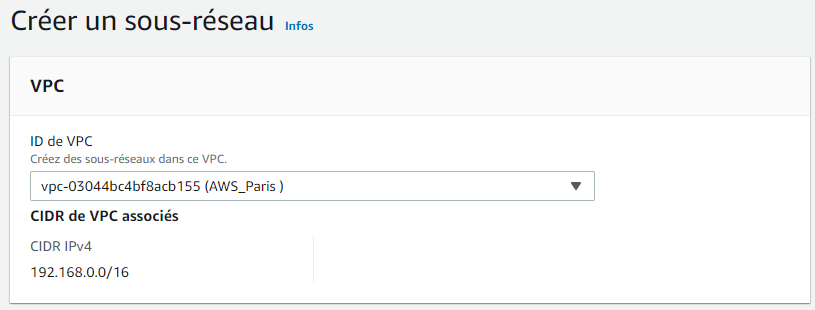 Créer un sous-réseau Infos
VPC
ID de VPC
Créez des sous-réseaux dans ce VPC.
vpc-03044bc4bf8acb155 (AWS_Paris )
CIDR de VPC associés
CIDR IPv4
192.168.0.0/16